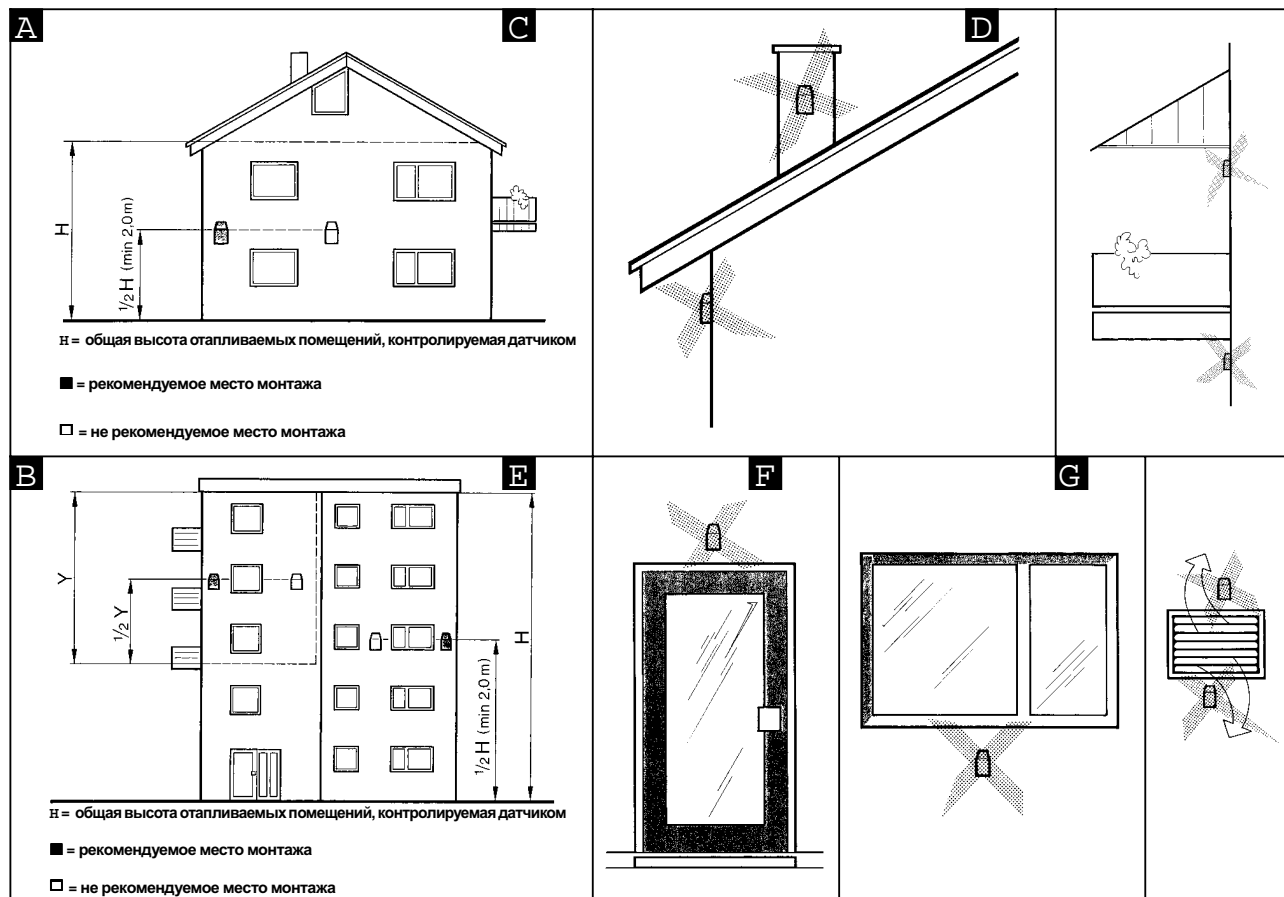 A
C
D
H
½ H (min 2,0 m)
H = общая высота отапливаемых помещений, контролируемая датчиком
= рекомендуемое место монтажа
= не рекомендуемое место монтажа
B
E
F
G
Y
½ Y
H
½ H (min 2,0 m)
H = общая высота отапливаемых помещений, контролируемая датчиком
= рекомендуемое место монтажа
= не рекомендуемое место монтажа